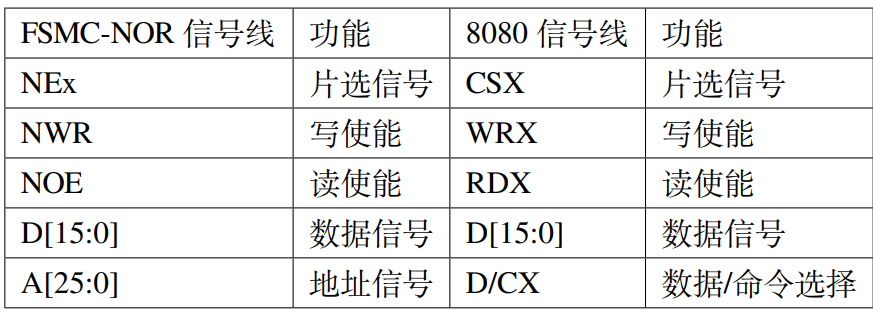 FSMC-NOR 信号线 功能 8080 信号线 功能
NEx 片选信号 CSX 片选信号
NWR 写使能 WRX 写使能
NOE 读使能 RDX 读使能
D[15:0] 数据信号 D[15:0] 数据信号
A[25:0] 地址信号 D/CX 数据/命令选择